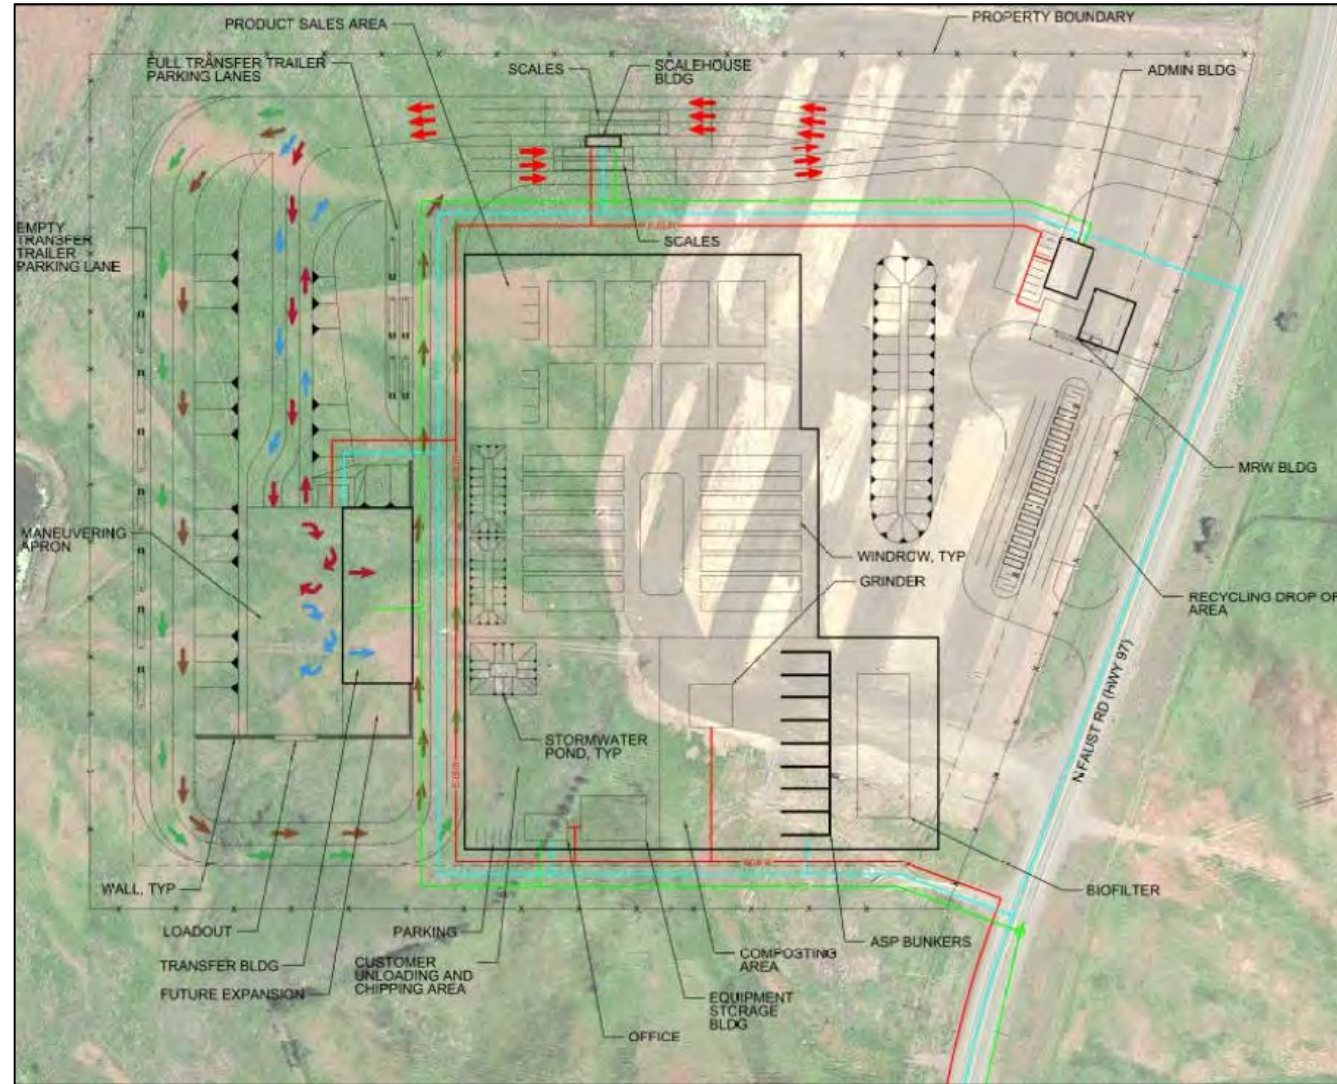 PRODUCT SALES AREA
PROPERTY BOUNDARY
FULL TRANSFER TRAILER
PARKING LANES
SCALES
SCALEHOUSE
BLDG
ADMIN BLDG
EMPTY
TRANSFER
TRAILER
PARKING LANE
SCALES
MRW BLDG
MANEUVERING
APRON
WINDROW, TYP
GRINDER
RECYCLING DROP OF
AREA
N FAUST RD (HWY 97)
STORMWATER
POND, TYP
WALL, TYP
BIOFILTER
LOADOUT
PARKING
ASP BUNKERS
TRANSFER BLDG
CUSTOMER
UNLOADING AND
CHIPPING AREA
COMPOSTING
AREA
FUTURE EXPANSION
EQUIPMENT
STORAGE
BLDG
OFFICE